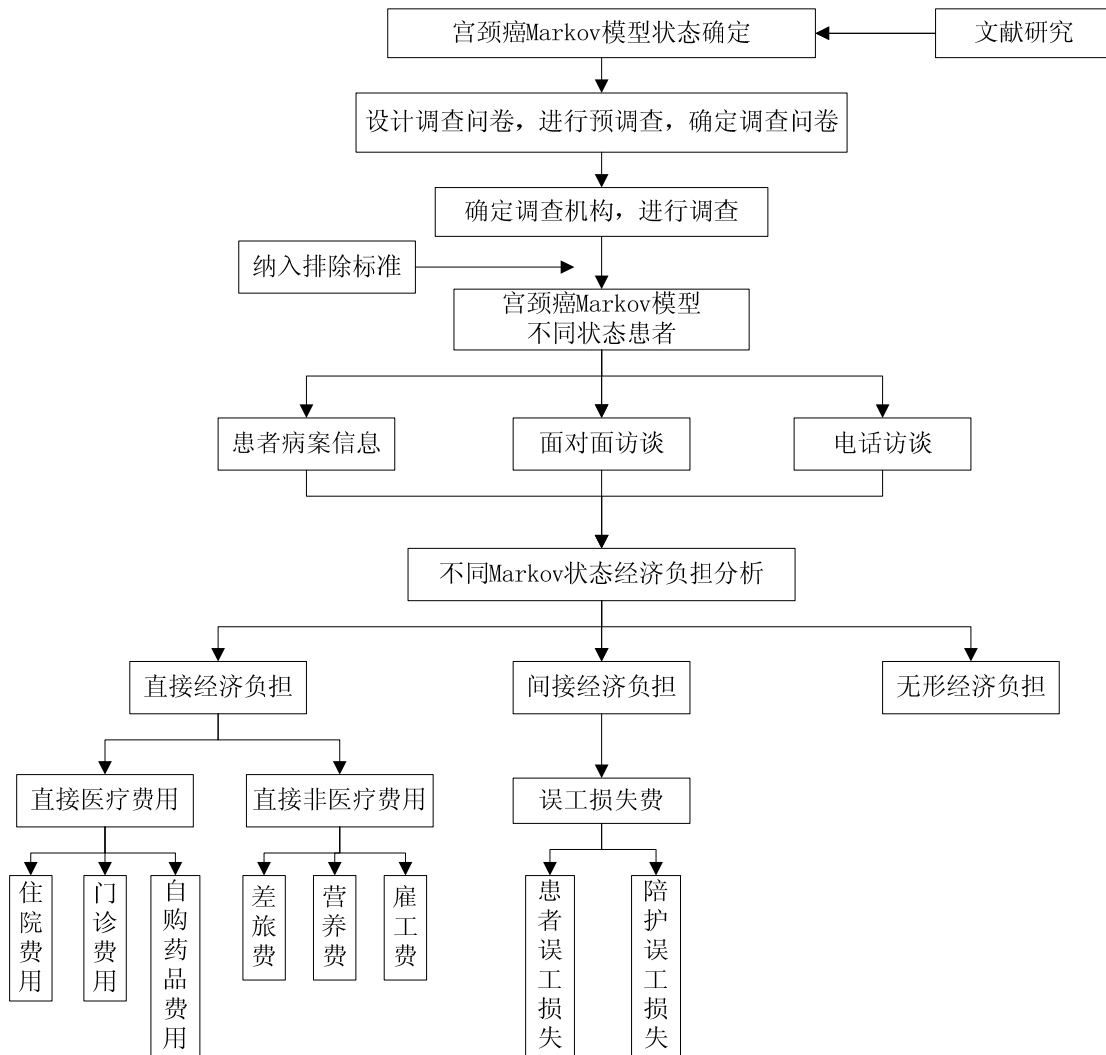 宫颈癌Markov模型状态确定
文献研究
设计调查问卷，进行预调查，确定调查问卷
确定调查机构，进行调查
纳入排除标准
宫颈癌Markov模型
不同状态患者
患者病案信息
面对面访谈
电话访谈
不同Markov状态经济负担分析
直接经济负担
间接经济负担
无形经济负担
直接医疗费用
直接非医疗费用
误工损失费
住院费用
门诊费用
自购药品费用
差旅费
营养费
雇工费
患者误工损失
陪护误工损失